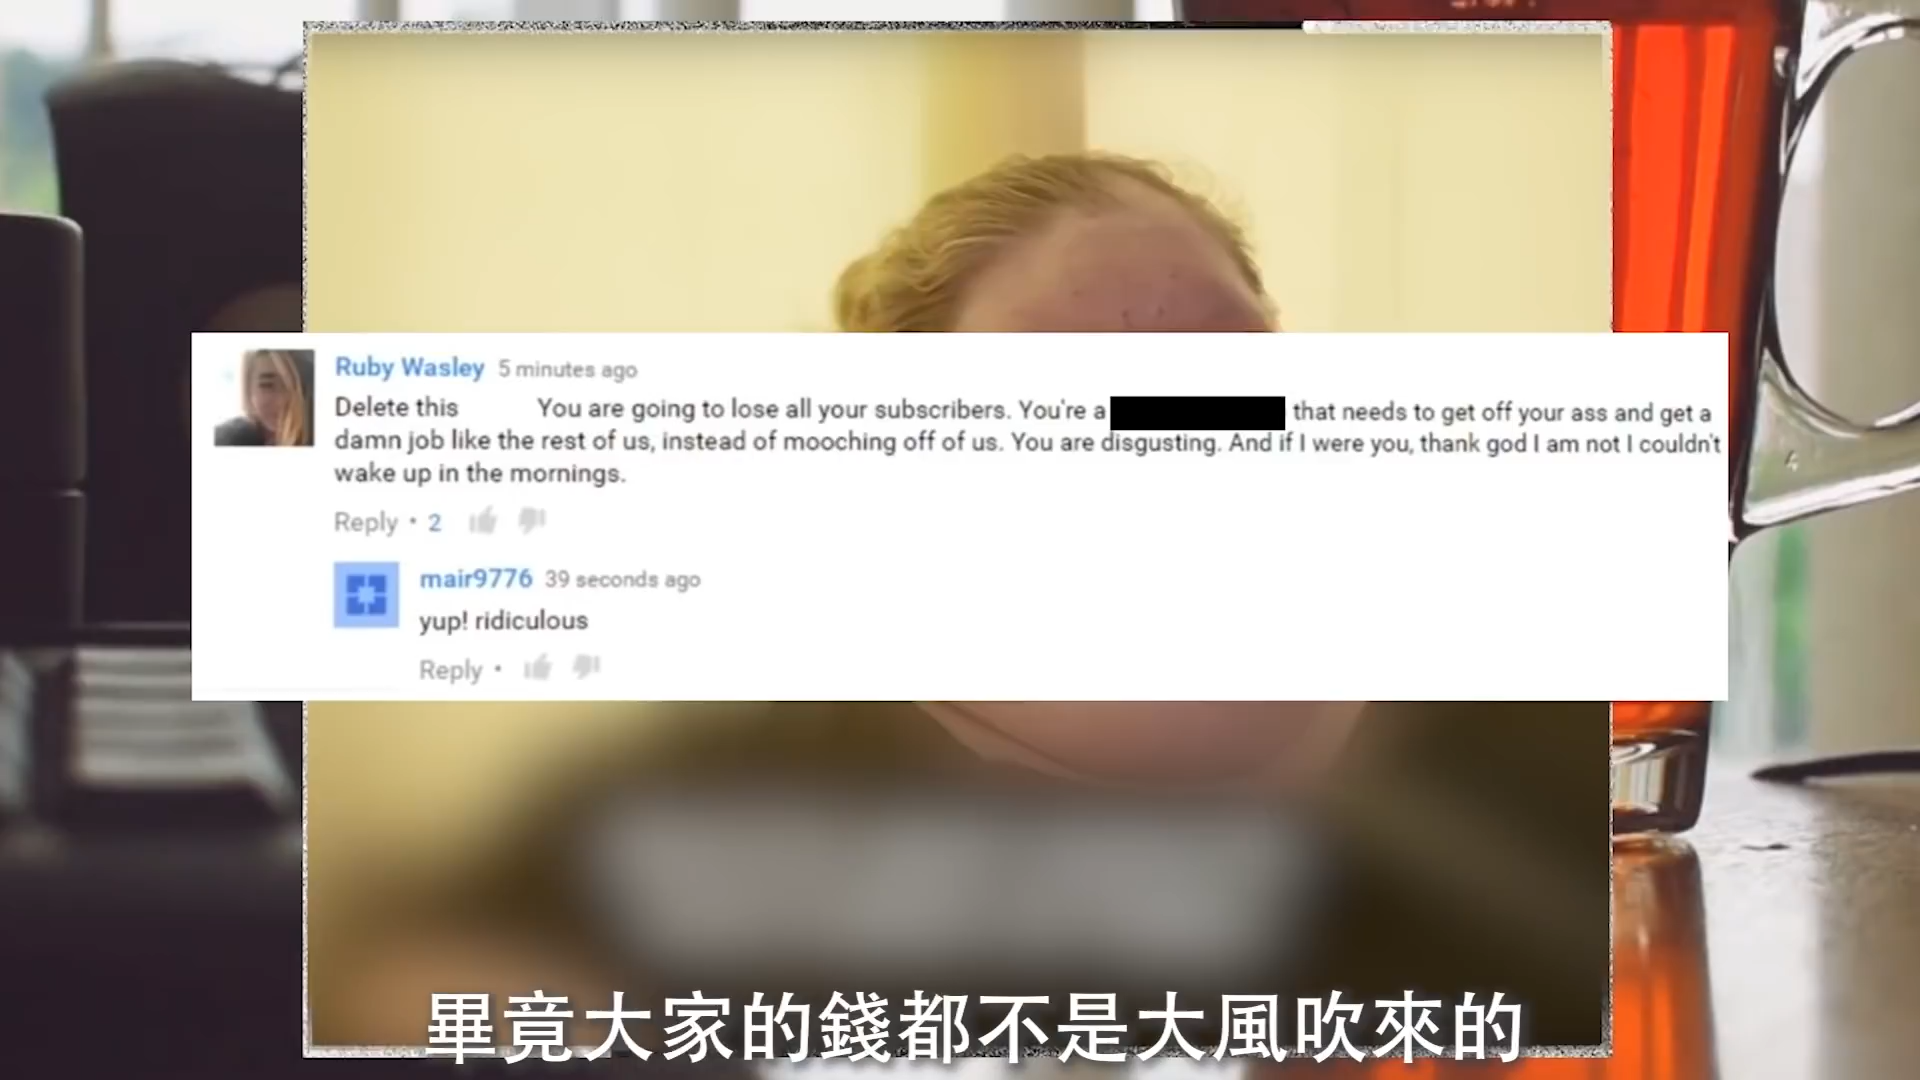 Ruby Wasley 5 minutes ago
Delete this You are going to lose all your subscribers. You're a that needs to get off your ass and get a
damn job like the rest of us, instead of mooching off of us. You are disgusting. And if I were you, thank god I am not I couldn't
wake up in the mornings.
Reply • 2
mair9776 39 seconds ago
yup! ridiculous
Reply •
畢竟大家的錢都不是大風吹來的